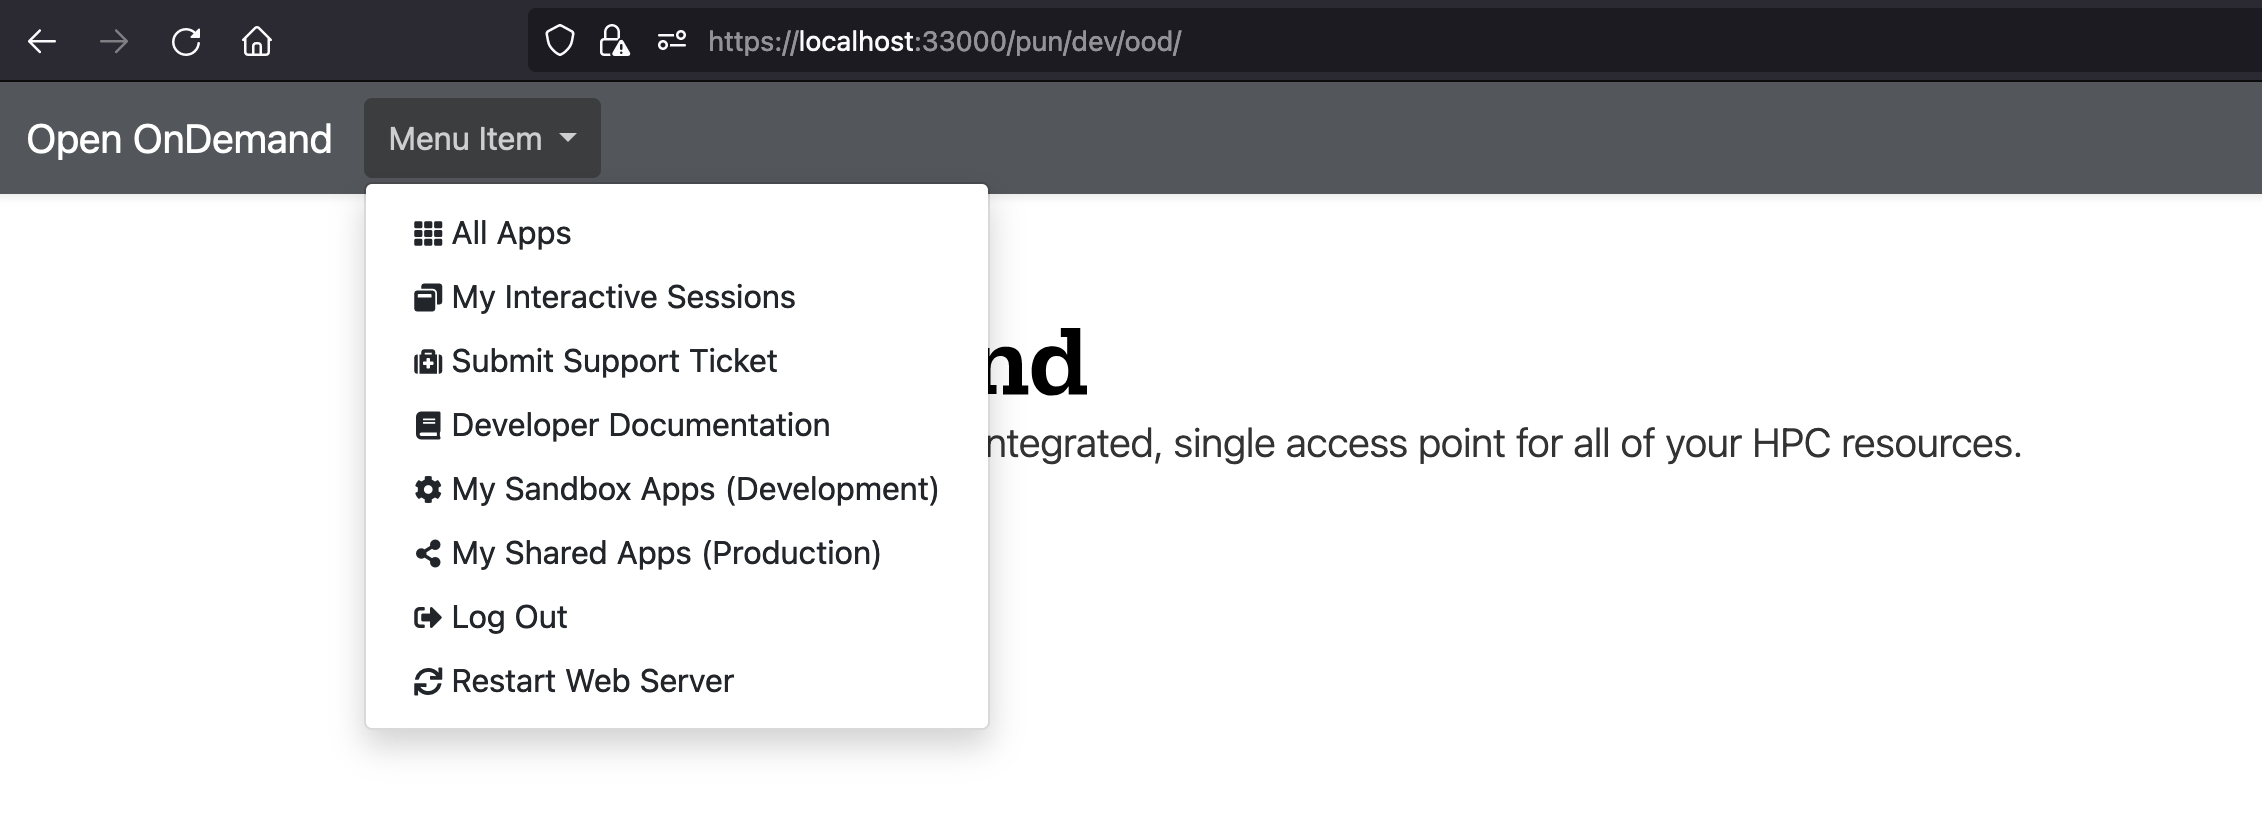 https://localhost:33000/pun/dev/ood/
Open OnDemand Menu Item
All Apps
My Interactive Sessions
Submit Support Ticket
nd
Developer Documentation
ntegrated, single access point for all of your HPC resources.
My Sandbox Apps (Development)
My Shared Apps (Production)
Log Out
Restart Web Server